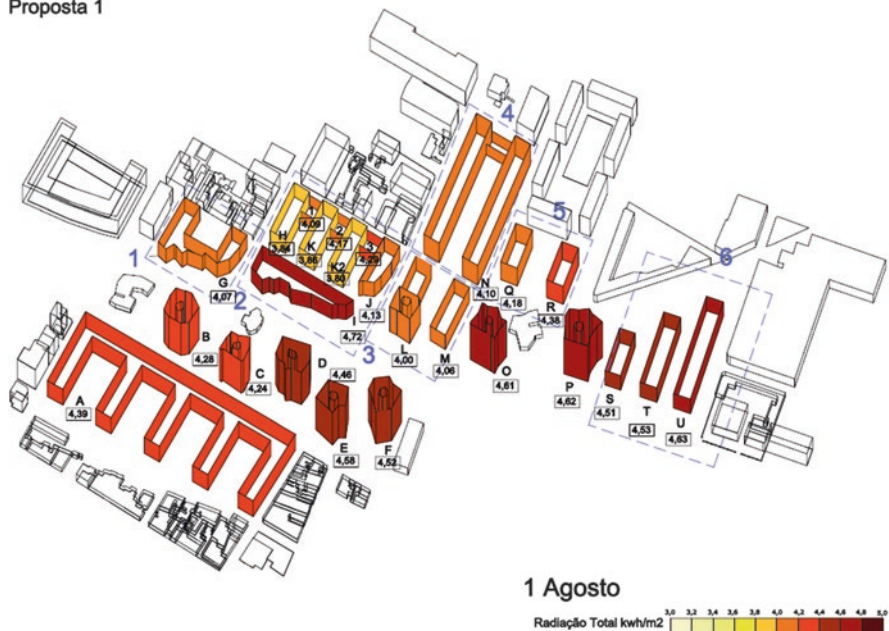 Proposta 1
4
5
6
1
2
3
1
4,09
2
4,17
3
4,29
H
3,84
K
3,86
K2
3,80
G
4,07
J
4,13
I
4,72
L
4,00
M
4,06
N
4,10
Q
4,18
R
4,38
O
4,61
P
4,62
S
4,51
T
4,53
U
4,63
A
4,39
B
4,28
C
4,24
D
4,46
E
4,58
F
4,52
1 Agosto
3,0 3,2 3,4 3,6 3,8 4,0 4,2 4,4 4,6 4,8 5,0
Radiação Total kwh/m2